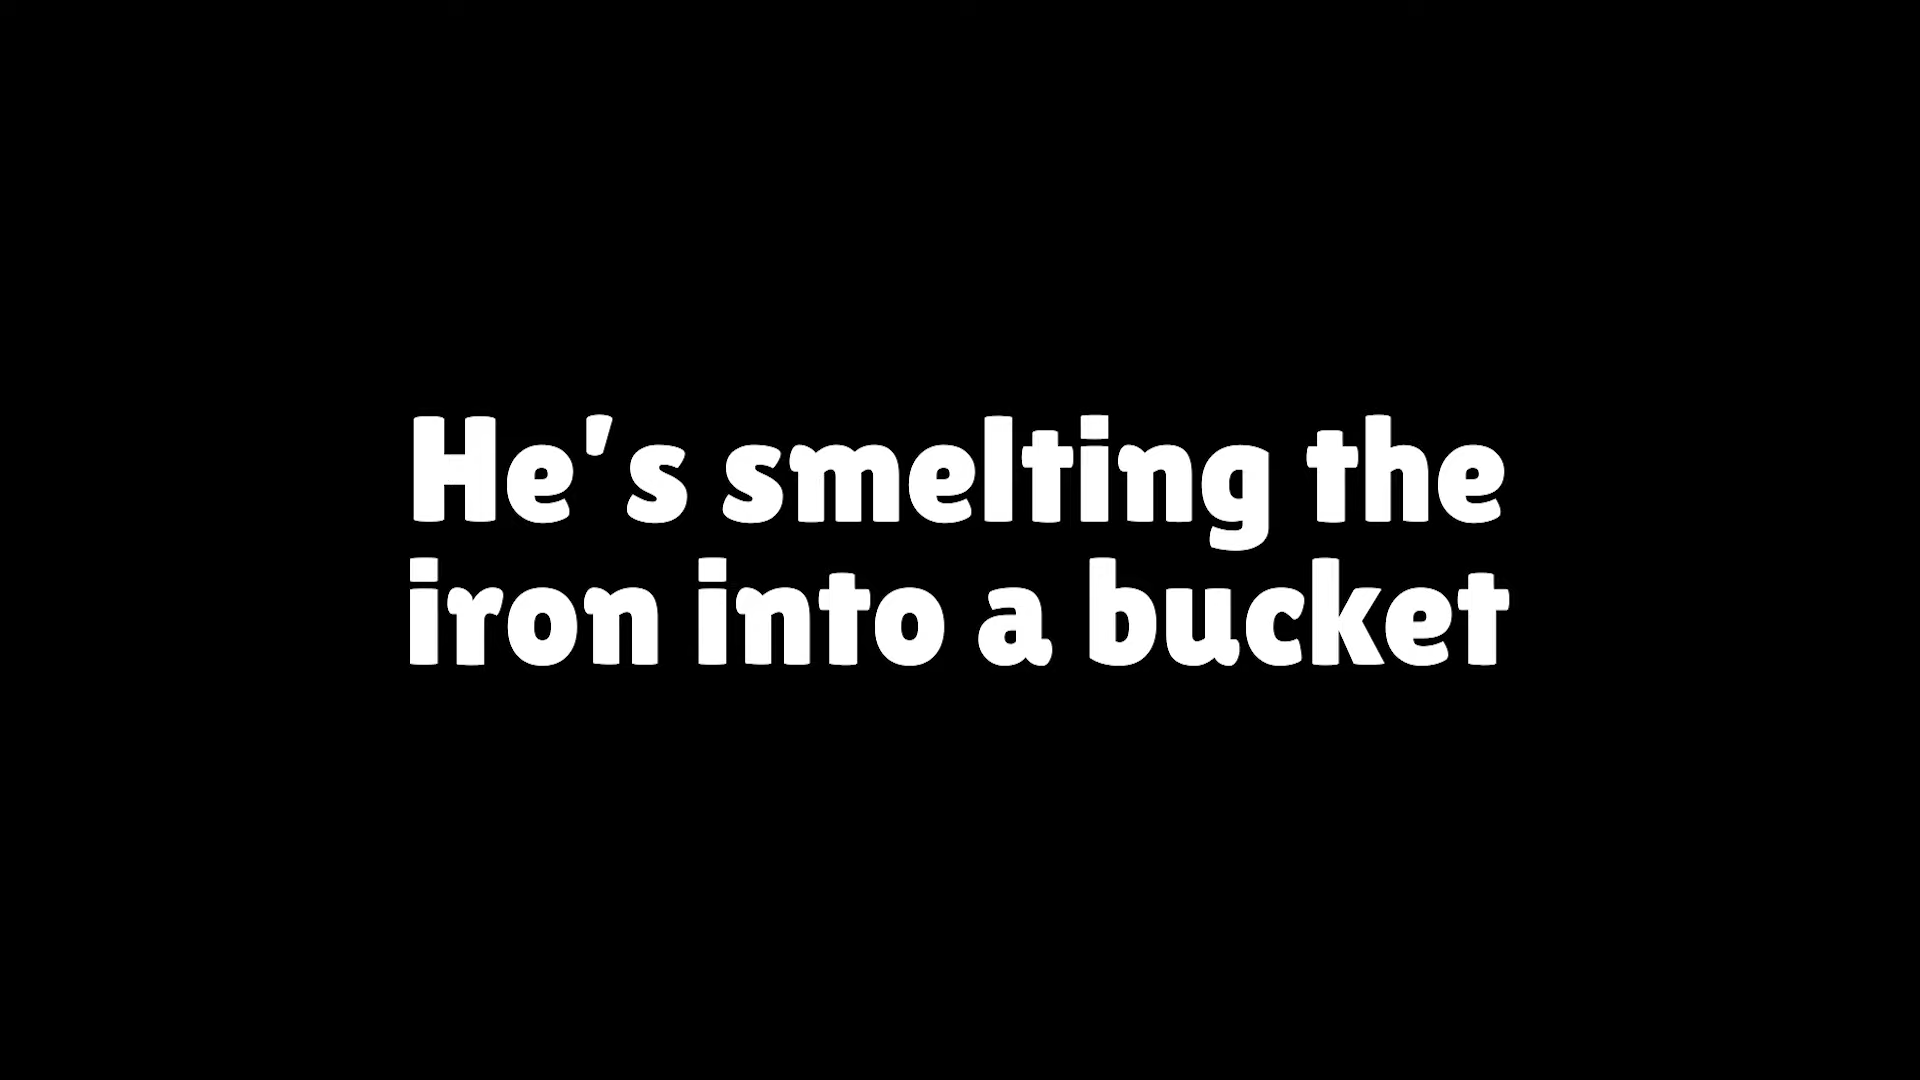 He's smelting the
iron into a bucket